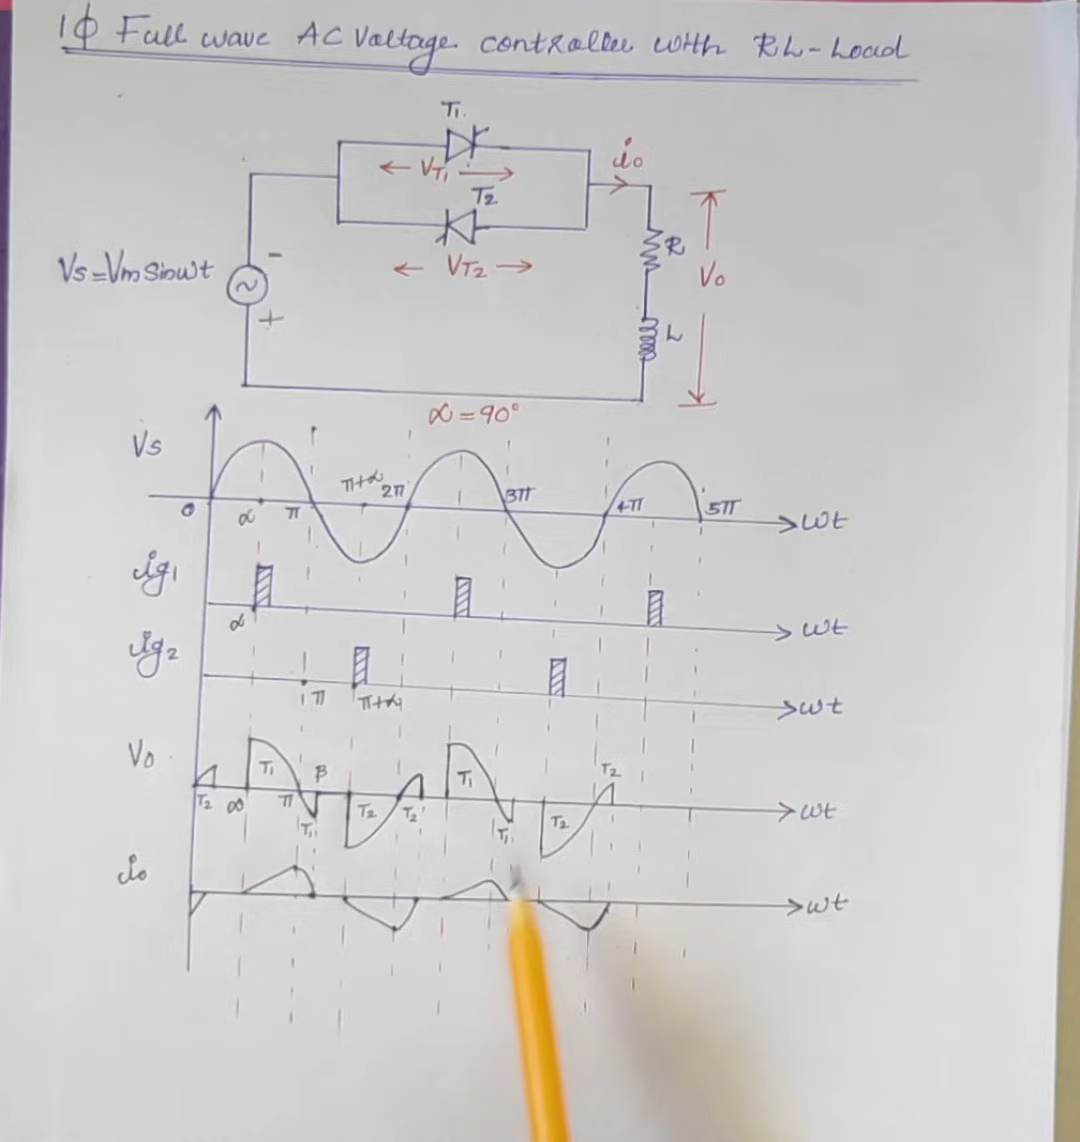 1ϕ Full wave AC Voltage controller with RL-Load
T1.
← VT1 →
io
T2
R
Vs=Vm Sinωt
-
← VT2 →
Vo
+
L
α = 90°
Vs
π+α
2π
3π
4π
5π
0
α
π
ωt
ig1
α
ωt
ig2
π
π+α
ωt
Vo
T1
β
T1
T2
T2
α
π
T1
T2
T2
T1
T2
ωt
io
ωt